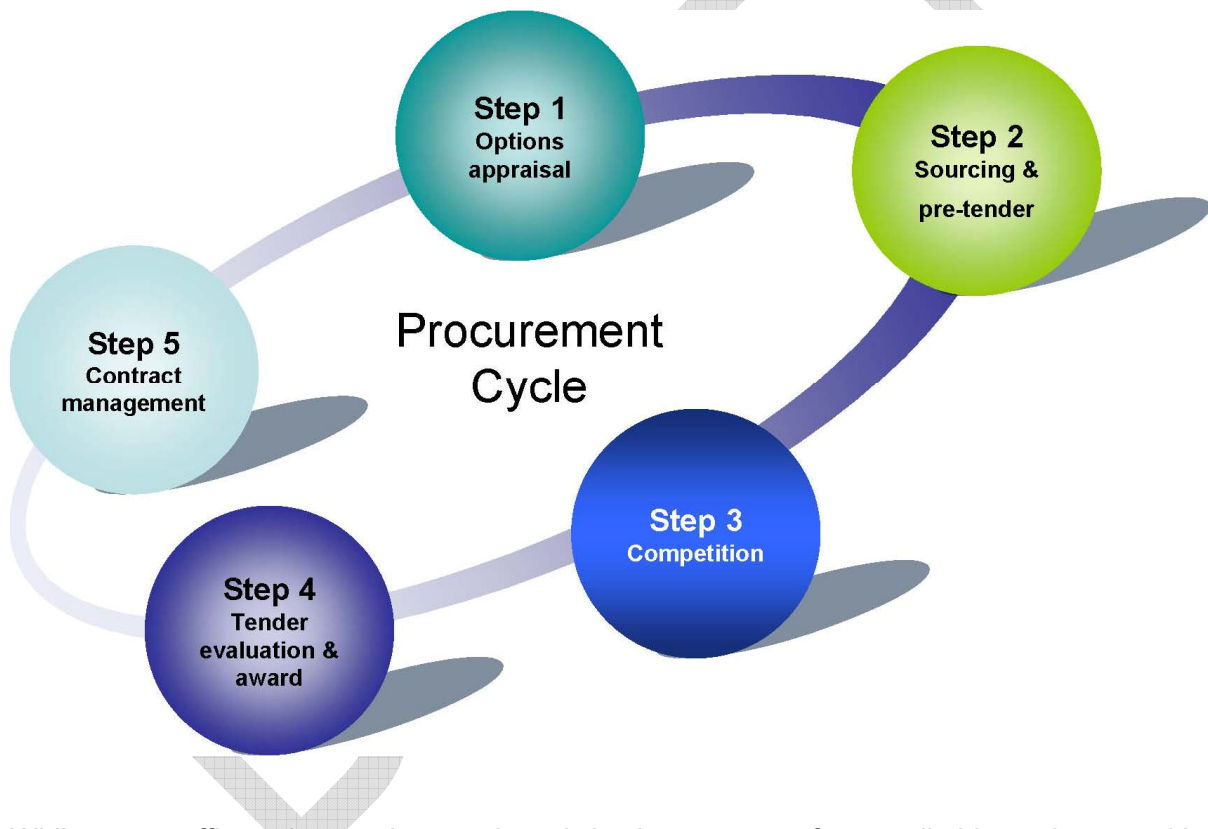 Step 1
Options
appraisal
Step 2
Sourcing &
pre-tender
Procurement
Cycle
Step 5
Contract
management
Step 3
Competition
Step 4
Tender
evaluation &
award